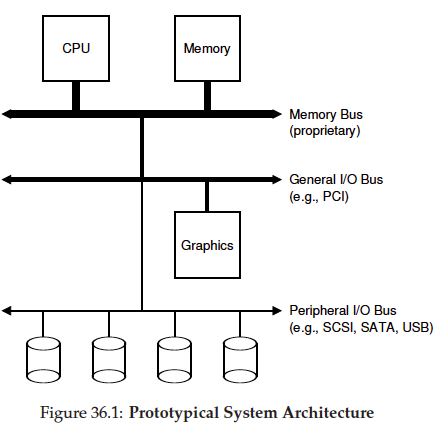 CPU
Memory
Memory Bus
(proprietary)
General I/O Bus
(e.g., PCI)
Graphics
Peripheral I/O Bus
(e.g., SCSI, SATA, USB)
Figure 36.1: Prototypical System Architecture